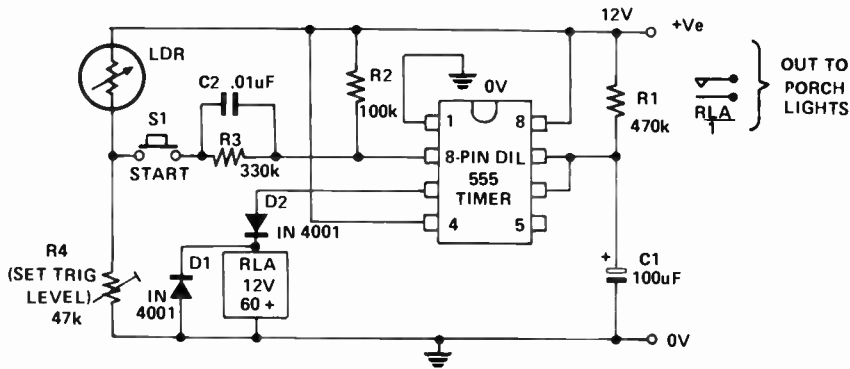 12V
+Ve
LDR
C2 .01uF
R2
100k
0V
R1
470k
OUT TO
PORCH
LIGHTS
RLA
1
S1
START
R3
330k
1
8
8-PIN DIL
555
TIMER
4
5
D2
IN 4001
R4
(SET TRIG
LEVEL)
47k
D1
IN
4001
RLA
12V
60 +
+
C1
100uF
0V